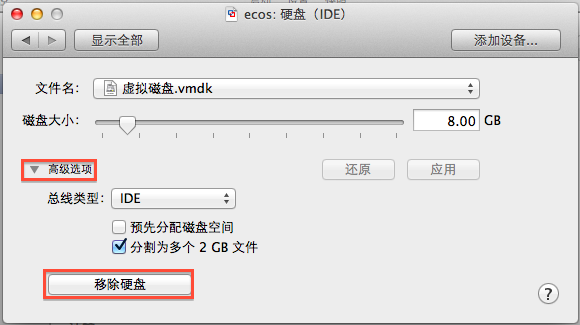 ecos: 硬盘（IDE）
显示全部
添加设备...
文件名： 虚拟磁盘.vmdk
磁盘大小： 8.00 GB
高级选项 还原 应用
总线类型： IDE
预先分配磁盘空间
分割为多个 2 GB 文件
移除硬盘
?